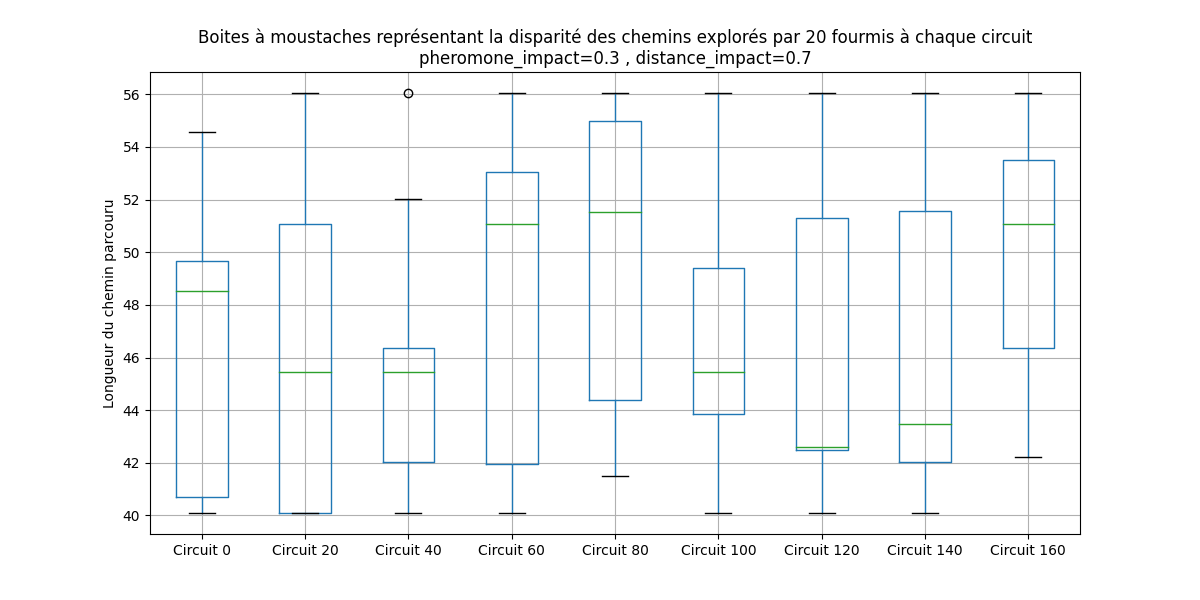 Boites à moustaches représentant la disparité des chemins explorés par 20 fourmis à chaque circuit
pheromone_impact=0.3 , distance_impact=0.7
Longueur du chemin parcouru
56
54
52
50
48
46
44
42
40
Circuit 0
Circuit 20
Circuit 40
Circuit 60
Circuit 80
Circuit 100
Circuit 120
Circuit 140
Circuit 160